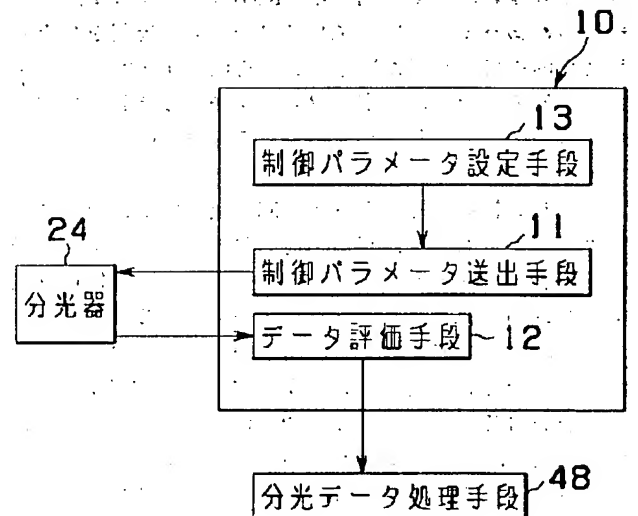 10
13
制御パラメータ設定手段
24
11
制御パラメータ送出手段
分光器
データ評価手段
12
分光データ処理手段
48